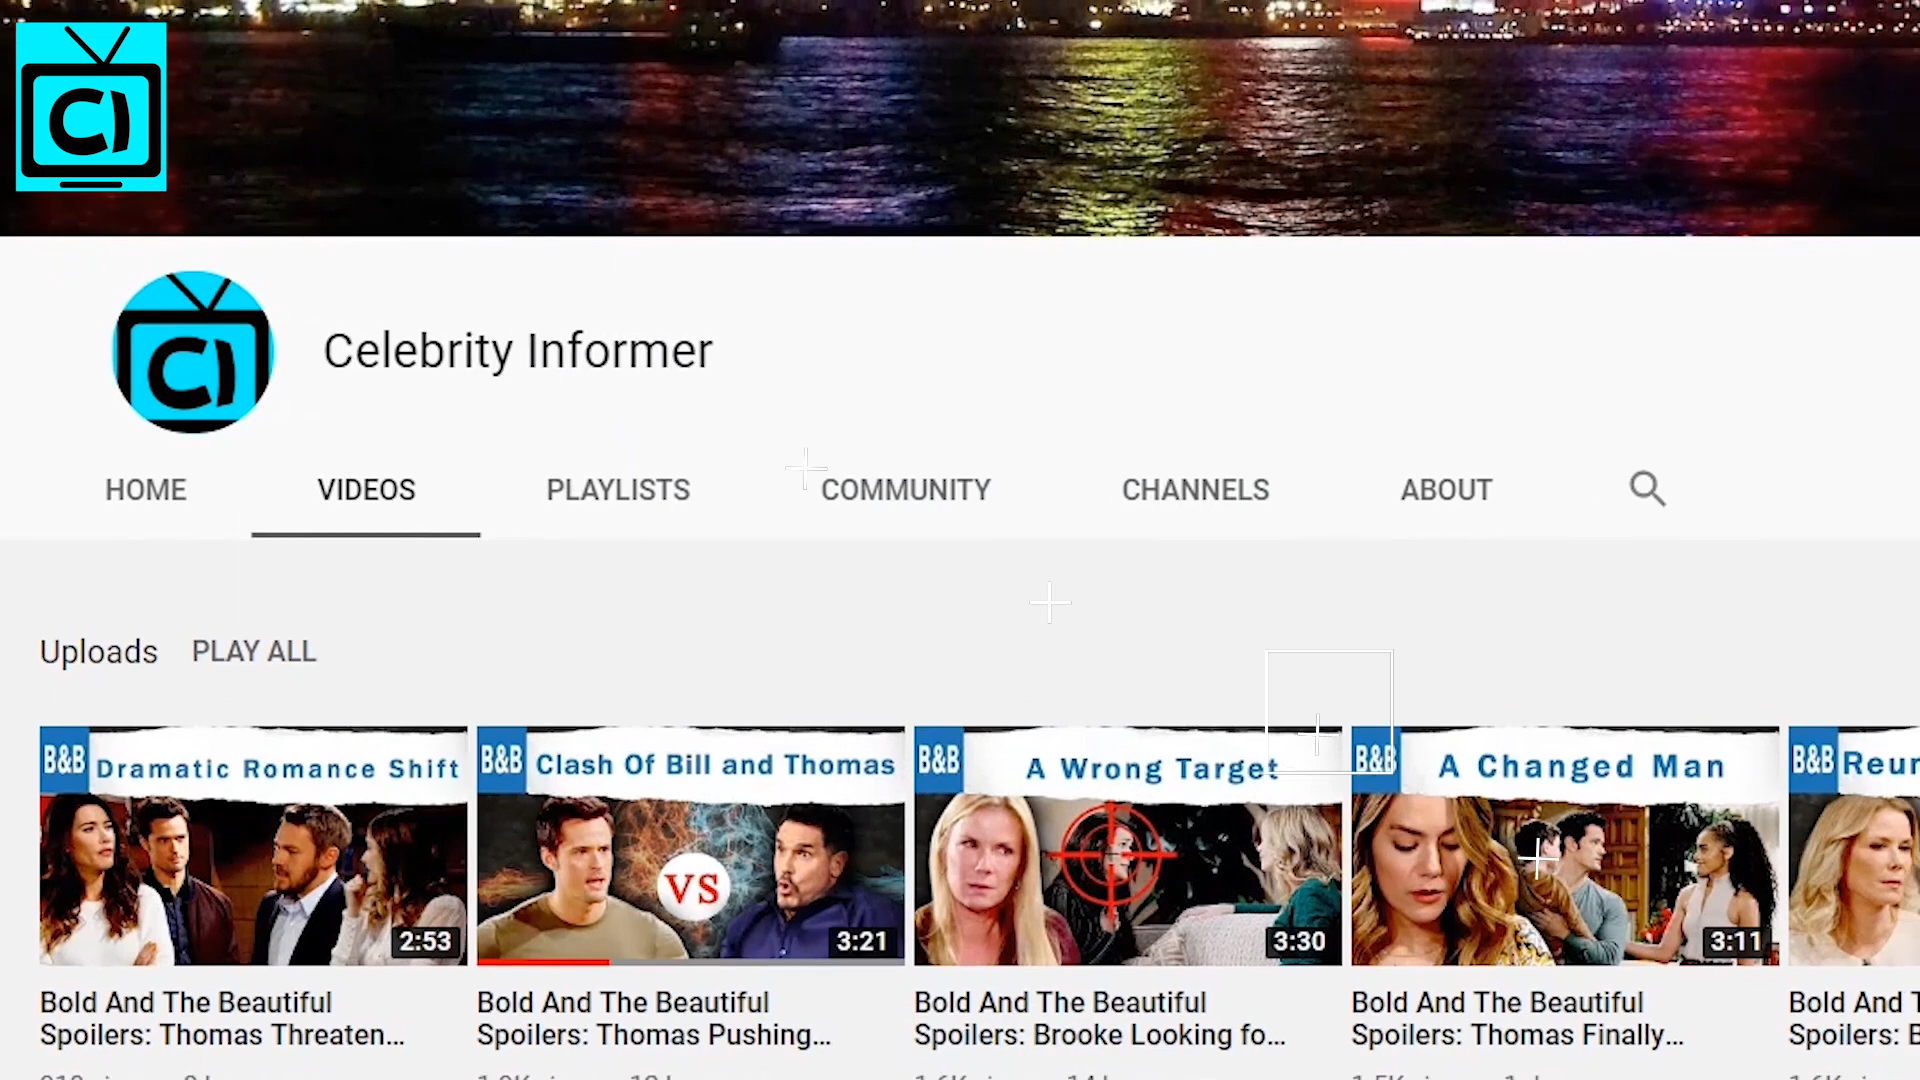 CI
CI
Celebrity Informer
HOME
VIDEOS
PLAYLISTS
COMMUNITY
CHANNELS
ABOUT
Uploads
PLAY ALL
B&B
Dramatic Romance Shift
2:53
Bold And The Beautiful
Spoilers: Thomas Threaten...
B&B
Clash Of Bill and Thomas
VS
3:21
Bold And The Beautiful
Spoilers: Thomas Pushing...
B&B
A Wrong Target
3:30
Bold And The Beautiful
Spoilers: Brooke Looking fo...
B&B
A Changed Man
3:11
Bold And The Beautiful
Spoilers: Thomas Finally...
B&B
Bold And
Spoilers: